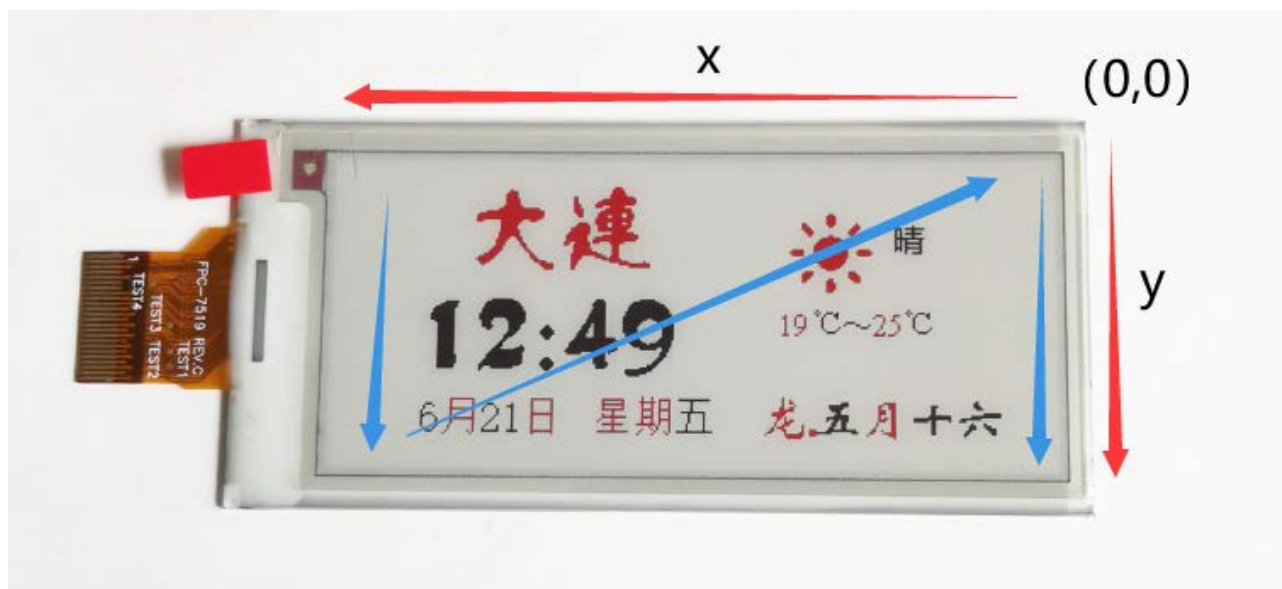 x
(0,0)
大連
晴
12:49
19℃~25℃
6月21日 星期五
龙.五月十六
y
FPC-7519 REV.C
1
TEST4
TEST3 TEST1
TEST2